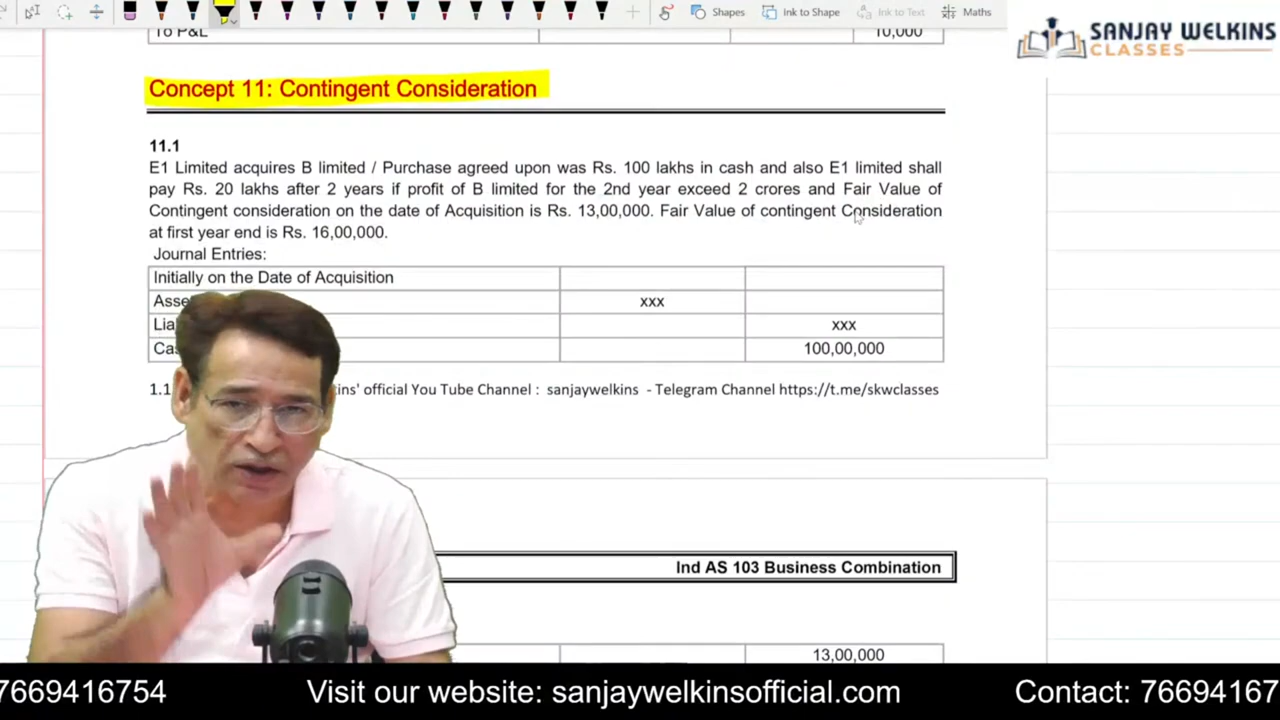 Shapes
Ink to Shape
Ink to Text
Maths
SANJAY WELKINS
CLASSES
To P&L
10,000
Concept 11: Contingent Consideration
11.1
E1 Limited acquires B limited / Purchase agreed upon was Rs. 100 lakhs in cash and also E1 limited shall
pay Rs. 20 lakhs after 2 years if profit of B limited for the 2nd year exceed 2 crores and Fair Value of
Contingent consideration on the date of Acquisition is Rs. 13,00,000. Fair Value of contingent Consideration
at first year end is Rs. 16,00,000.
Journal Entries:
Initially on the Date of Acquisition
xxx
xxx
100,00,000
1.1
official You Tube Channel : sanjaywelkins - Telegram Channel https://t.me/skwclasses
Ind AS 103 Business Combination
13,00,000
7669416754 Visit our website: sanjaywelkinsofficial.com Contact: 76694167